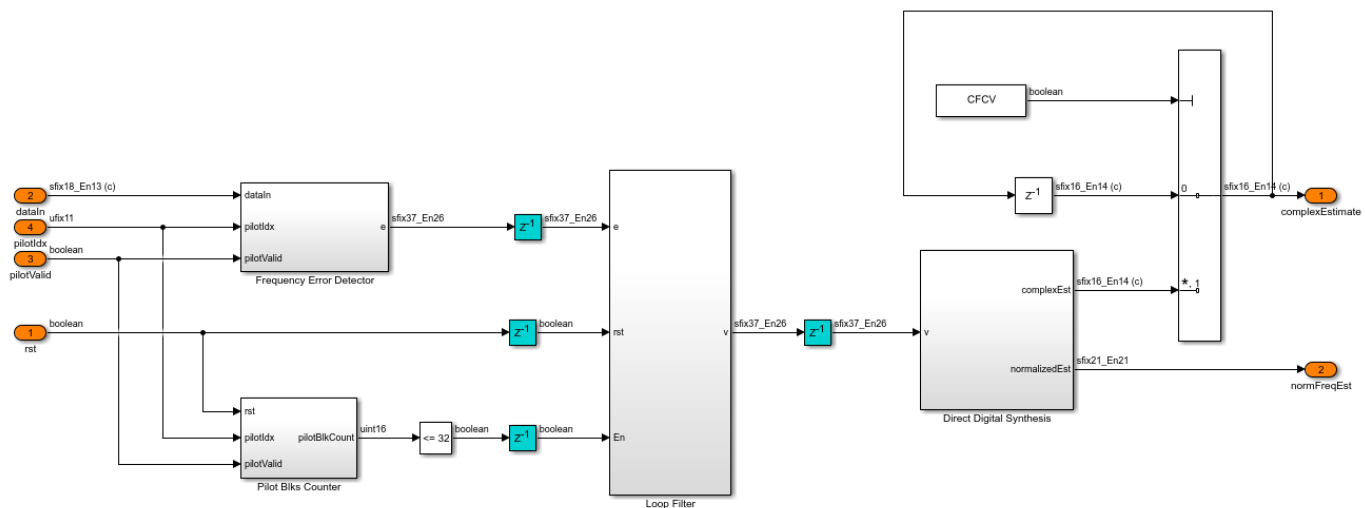 CFCV
boolean
sfix18_En13 (c)
2
dataIn
dataIn
ufix11
4
pilotIdx
pilotIdx
e
sfix37_En26
Z-1
sfix37_En26
e
boolean
3
pilotValid
pilotValid
Frequency Error Detector
Z-1
sfix16_En14 (c)
0
sfix16_En14 (c)
1
complexEstimate
complexEst
sfix16_En14 (c)
*, 1
boolean
1
rst
Z-1
boolean
rst
v
sfix37_En26
Z-1
sfix37_En26
v
normalizedEst
sfix21_En21
2
normFreqEst
Direct Digital Synthesis
rst
pilotIdx
pilotBlkCount
uint16
<= 32
boolean
Z-1
boolean
En
pilotValid
Pilot Blks Counter
Loop Filter